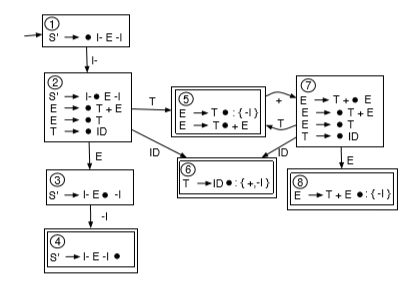 1
S' → ● I- E -I
I-
2
S' → I- ● E -I
E → ● T + E
E → ● T
T → ● ID
T
5
E → T ● : { -I }
E → T ● + E
+
T
7
E → T + ● E
E → ● T + E
E → ● T
T → ● ID
ID
ID
6
T → ID ● : { +,-I }
E
3
S' → I- E ● -I
E
8
E → T + E ● : { -I }
-I
4
S' → I- E -I ●